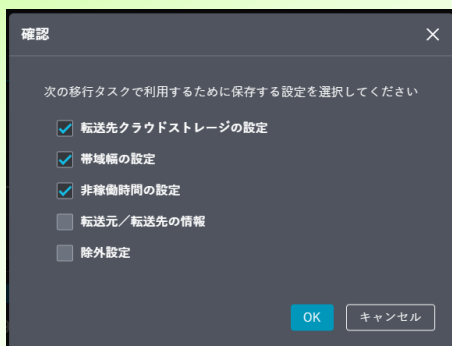 確認
次の移行タスクで利用するために保存する設定を選択してください
転送先クラウドストレージの設定
帯域幅の設定
非稼働時間の設定
転送元／転送先の情報
除外設定
OK キャンセル